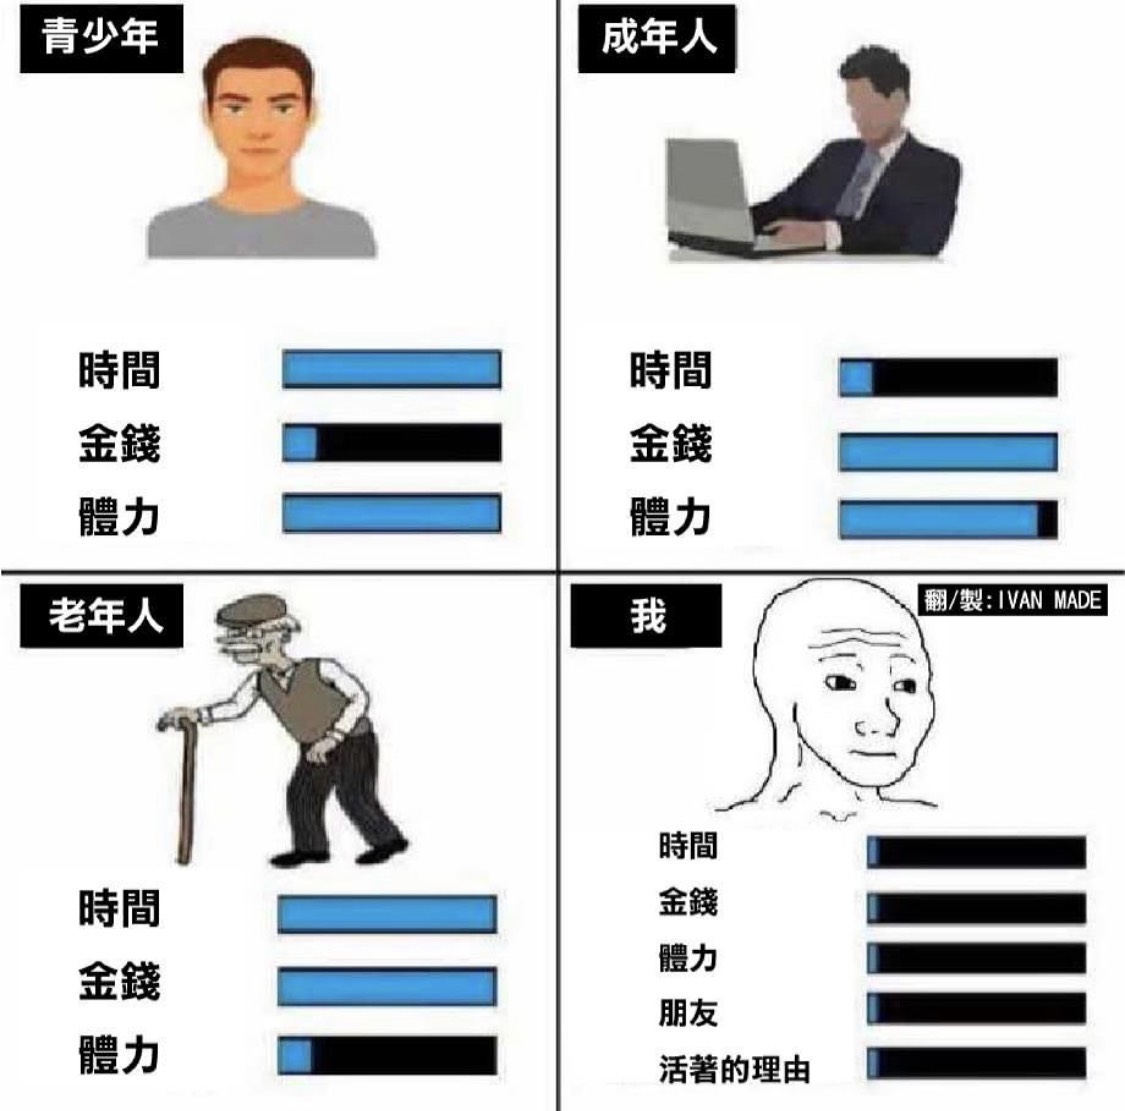 青少年
時間
金錢
體力
成年人
時間
金錢
體力
老年人
時間
金錢
體力
我
翻/製:IVAN MADE
時間
金錢
體力
朋友
活著的理由